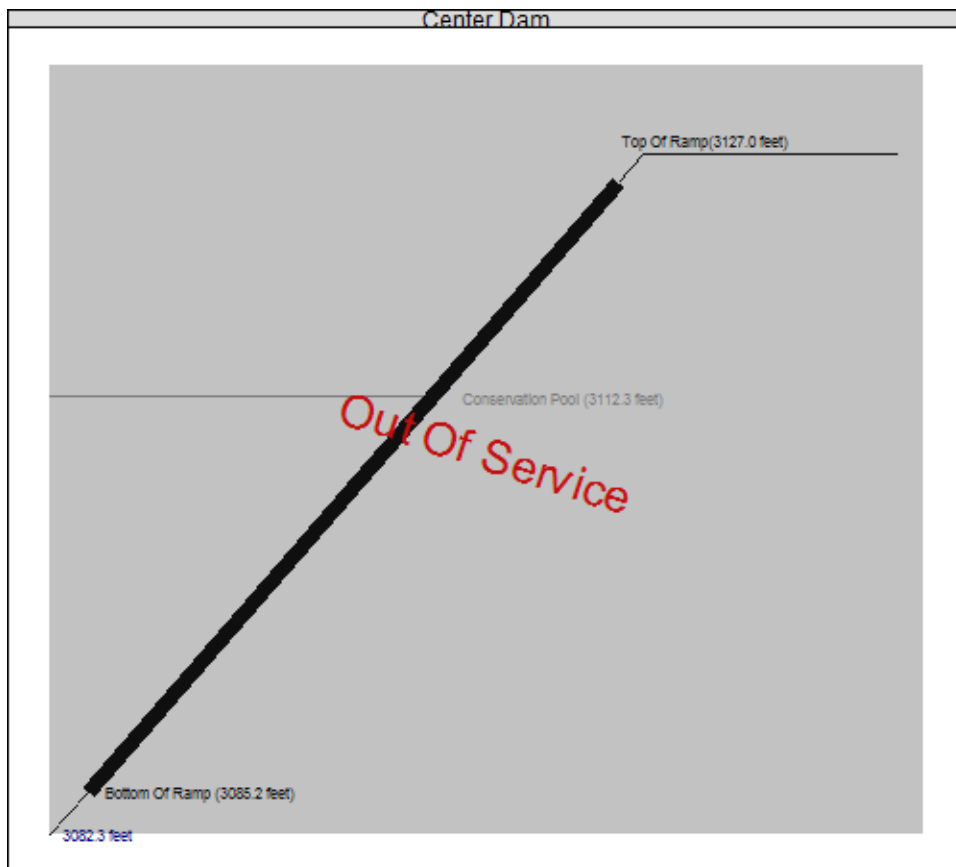 Center Dam
Top Of Ramp(3127.0 feet)
Conservation Pool (3112.3 feet)
Out Of Service
Bottom Of Ramp (3085.2 feet)
3082.3 feet